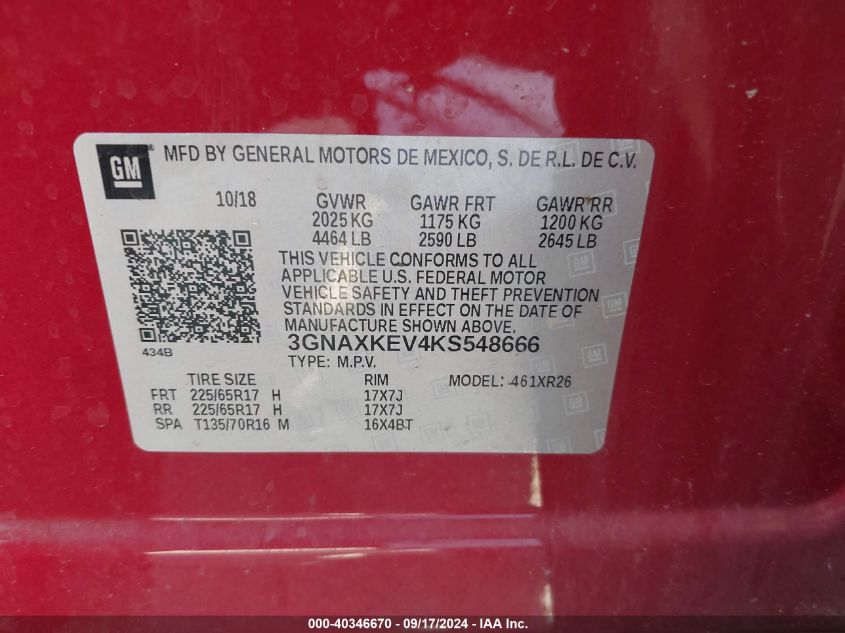 GM ® MFD BY GENERAL MOTORS DE MEXICO, S. DE R.L. DE C.V.
10/18 GVWR GAWR FRT GAWR RR
2025 KG 1175 KG 1200 KG
4464 LB 2590 LB 2645 LB
THIS VEHICLE CONFORMS TO ALL
APPLICABLE U.S. FEDERAL MOTOR
VEHICLE SAFETY AND THEFT PREVENTION
STANDARDS IN EFFECT ON THE DATE OF
MANUFACTURE SHOWN ABOVE.
434B 3GNAXKEV4KS548666
TYPE: M.P.V.
TIRE SIZE RIM MODEL: 461XR26
FRT 225/65R17 H 17X7J
RR 225/65R17 H 17X7J
SPA T135/70R16 M 16X4BT
000-40346670 - 09/17/2024 - IAA Inc.